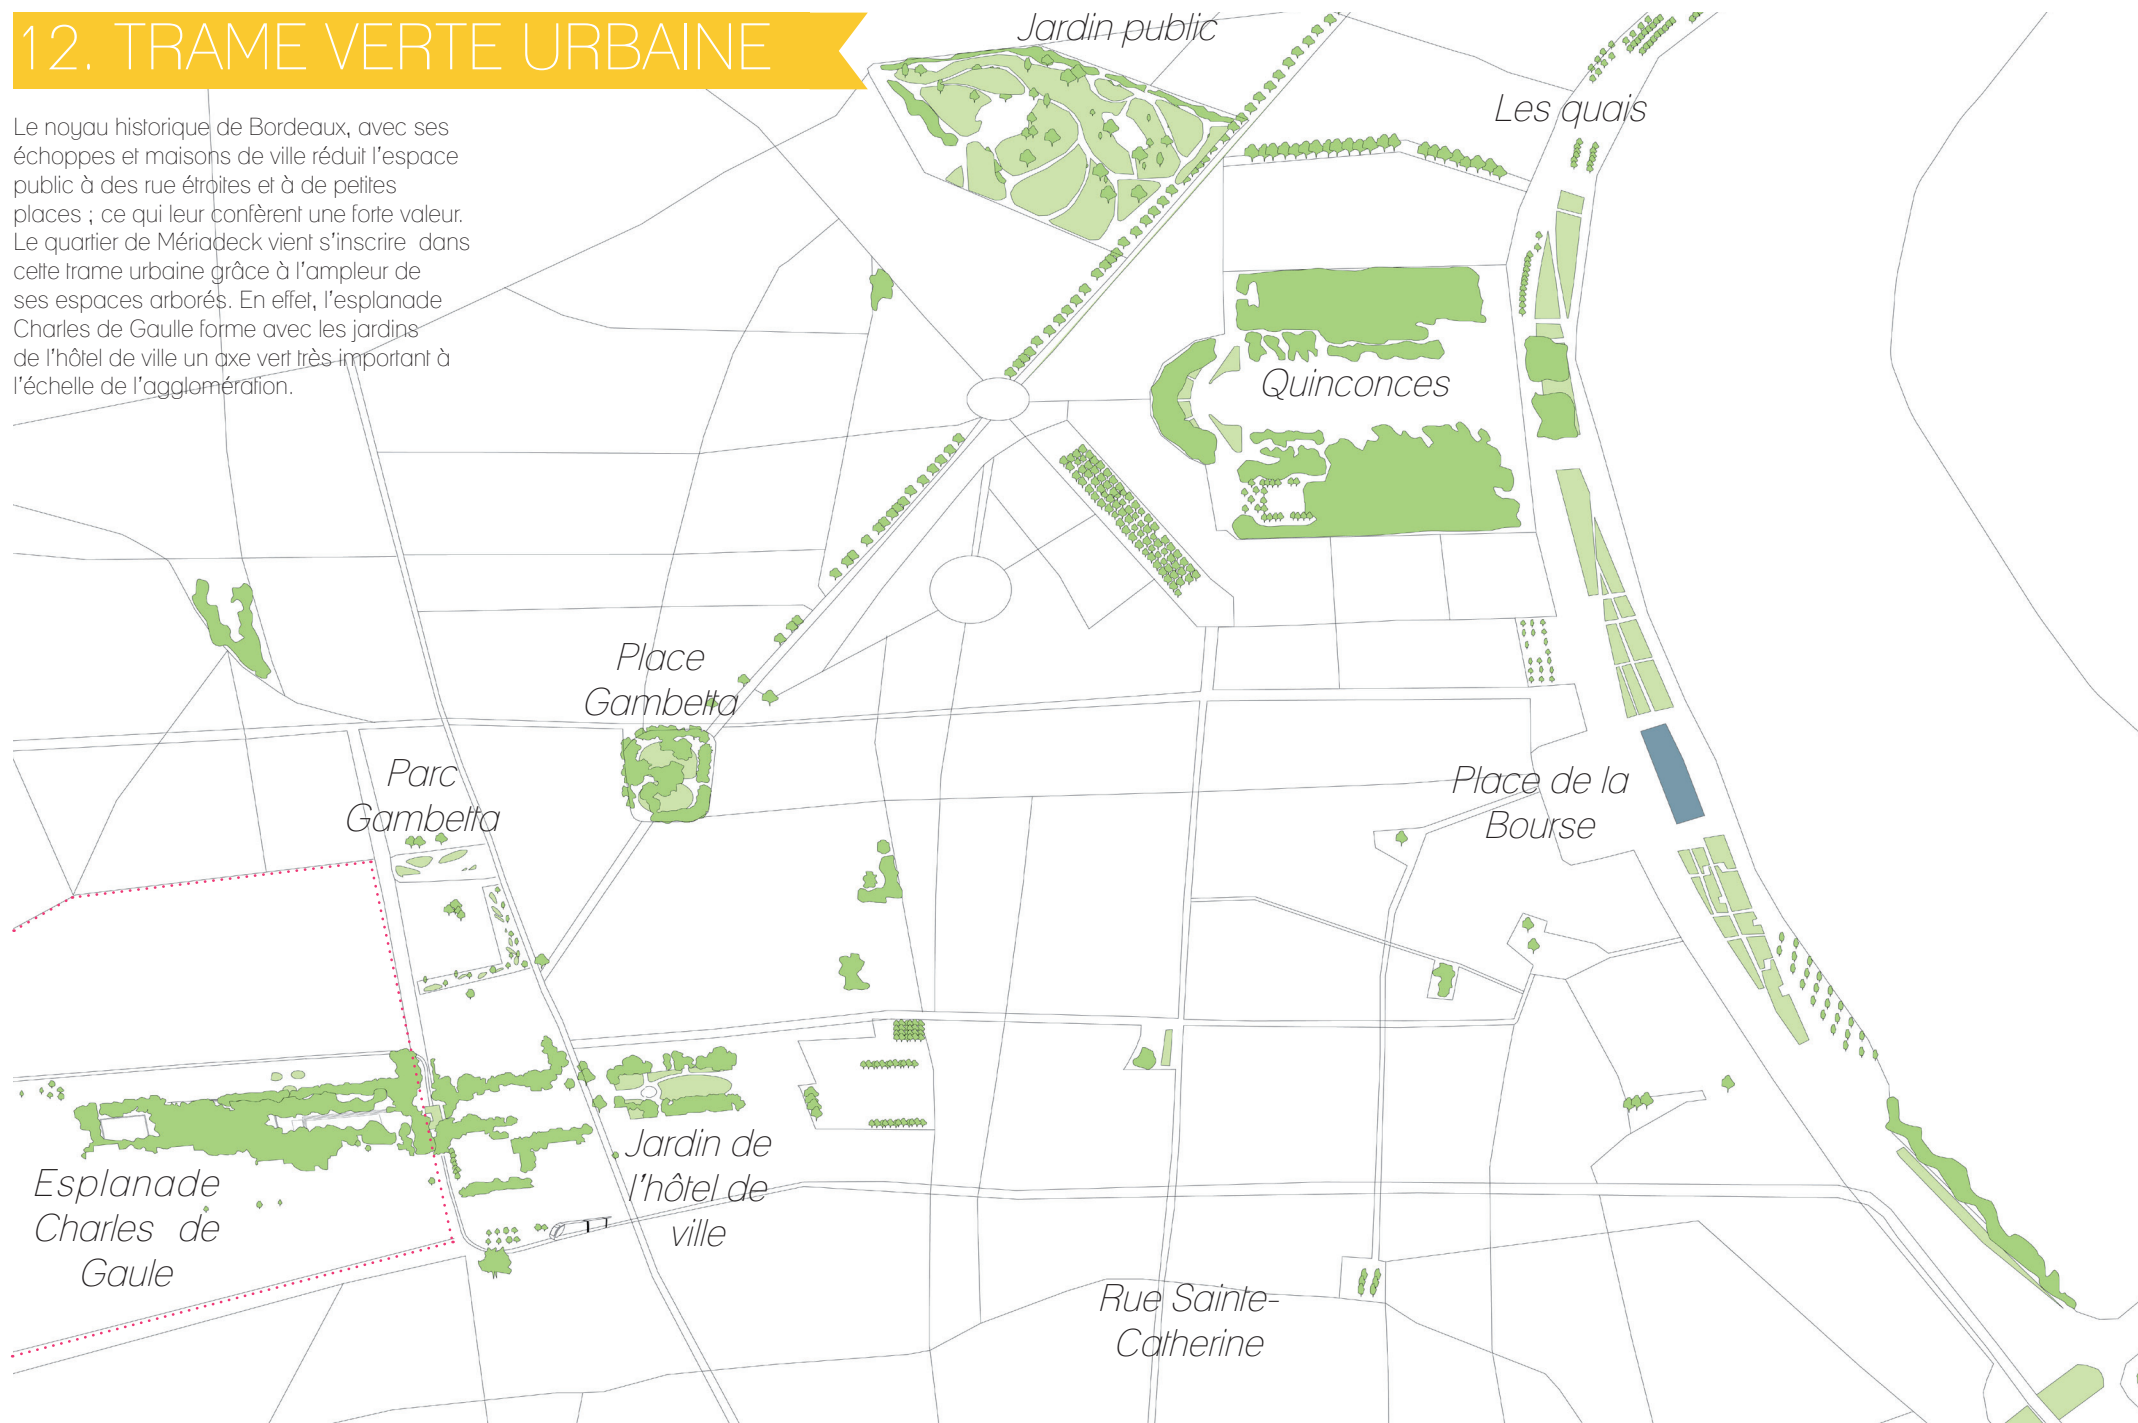 12. TRAME VERTE URBAINE
Le noyau historique de Bordeaux, avec ses
échoppes et maisons de ville réduit l'espace
public à des rue étroites et à de petites
places ; ce qui leur confèrent une forte valeur.
Le quartier de Mériadeck vient s'inscrire dans
cette trame urbaine grâce à l'ampleur de
ses espaces arborés. En effet, l'esplanade
Charles de Gaulle forme avec les jardins
de l'hôtel de ville un axe vert très important à
l'échelle de l'agglomération.
Jardin public
Les quais
Quinconces
Place
Gambetta
Parc
Gambetta
Place de la
Bourse
Esplanade
Charles de
Gaule
Jardin de
l'hôtel de
ville
Rue Sainte-
Catherine